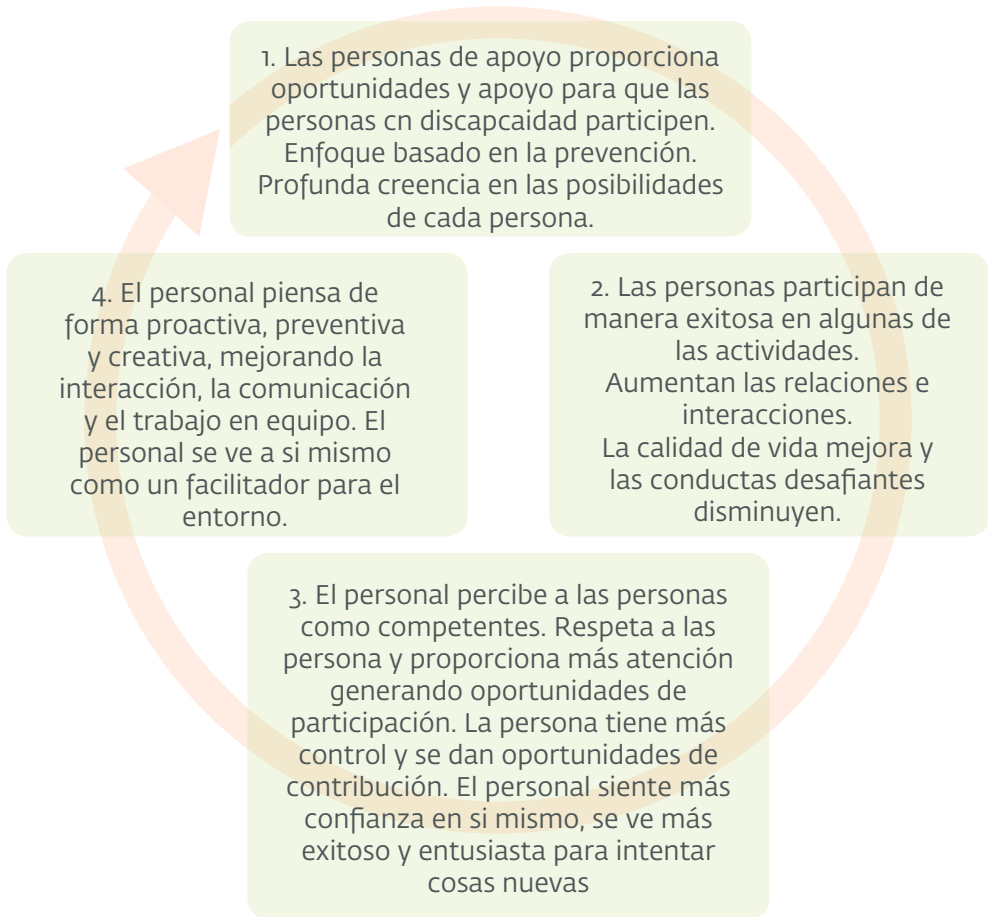 1. Las personas de apoyo proporciona
oportunidades y apoyo para que las
personas cn discapcaidad participen.
Enfoque basado en la prevención.
Profunda creencia en las posibilidades
de cada persona.
2. Las personas participan de
manera exitosa en algunas de
las actividades.
Aumentan las relaciones e
interacciones.
La calidad de vida mejora y
las conductas desafiantes
disminuyen.
3. El personal percibe a las personas
como competentes. Respeta a las
persona y proporciona más atención
generando oportunidades de
participación. La persona tiene más
control y se dan oportunidades de
contribución. El personal siente más
confianza en si mismo, se ve más
exitoso y entusiasta para intentar
cosas nuevas
4. El personal piensa de
forma proactiva, preventiva
y creativa, mejorando la
interacción, la comunicación
y el trabajo en equipo. El
personal se ve a si mismo
como un facilitador para el
entorno.